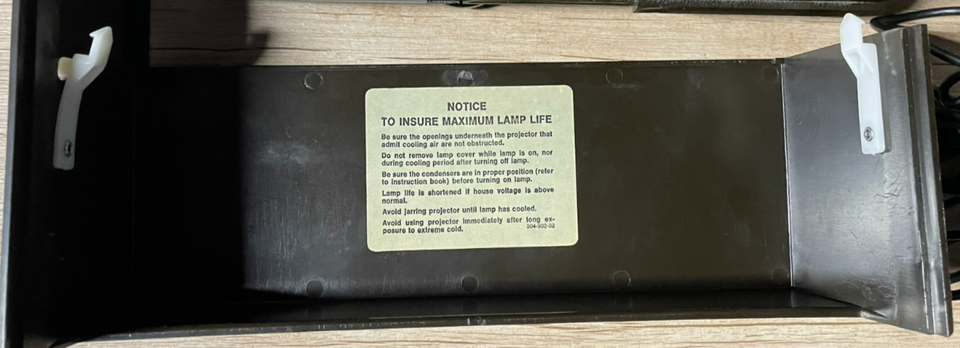 NOTICE
TO INSURE MAXIMUM LAMP LIFE
Be sure the openings underneath the projector that
admit cooling air are not obstructed.
Do not remove lamp cover while lamp is on, nor
during cooling period after turning off lamp.
Be sure the condensers are in proper position (refer
to instruction book) before turning on lamp.
Lamp life is shortened if house voltage is above
normal.
Avoid jarring projector until lamp has cooled.
Avoid using projector immediately after long ex-
posure to extreme cold. 304-902-02